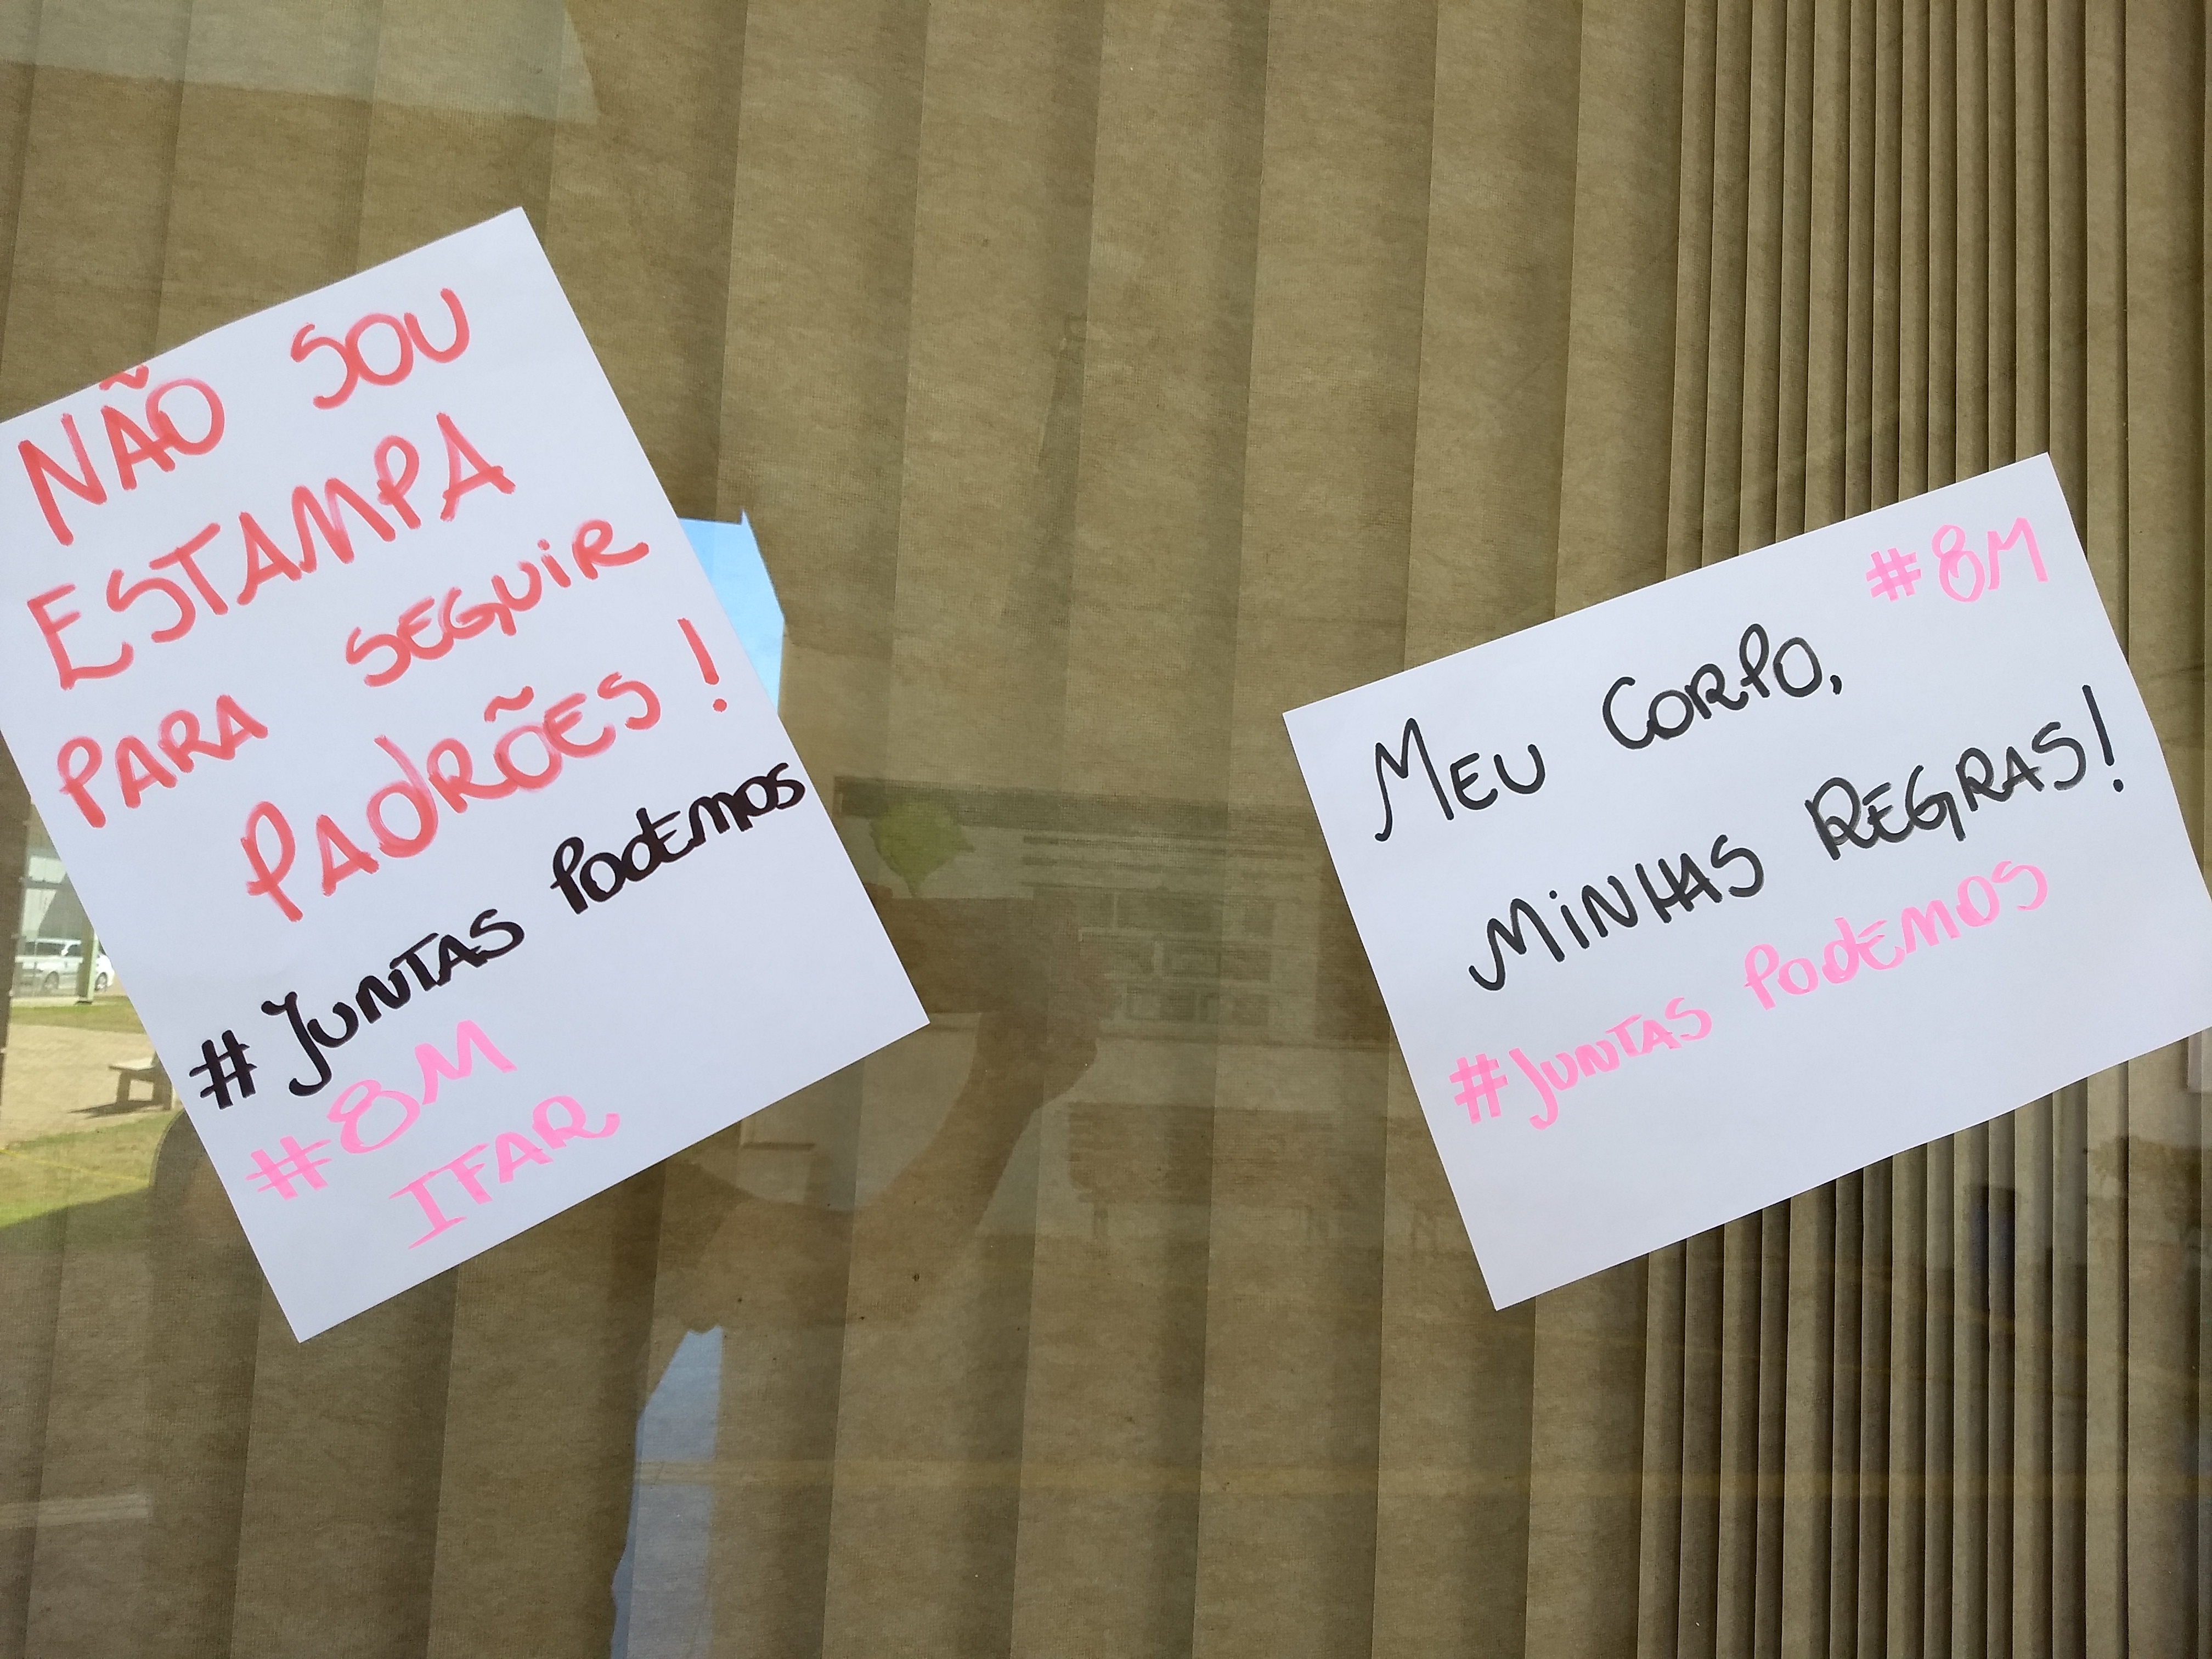 NÃO SOU
ESTAMPA
PARA SEGUIR
PADRÕES!
#JUNTAS PODEMOS
#8M
IFAR
#8M
MEU CORPO,
MINHAS REGRAS!
#JUNTAS PODEMOS